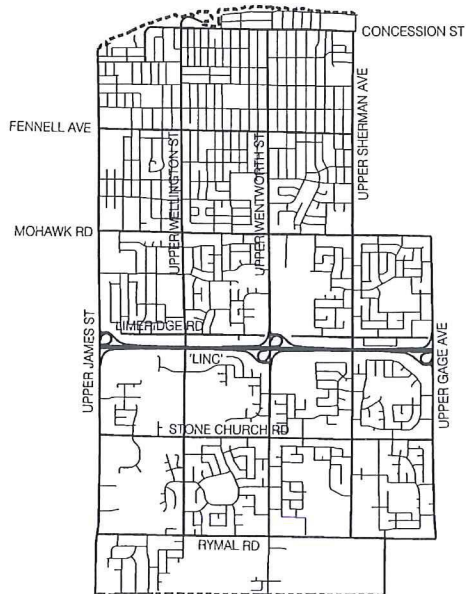 CONCESSION ST
FENNELL AVE
UPPER SHERMAN AVE
UPPER WELLINGTON ST
UPPER WENTWORTH ST
MOHAWK RD
LIMERIDGE RD
UPPER JAMES ST
'LINC'
UPPER GAGE AVE
STONE CHURCH RD
RYMAL RD